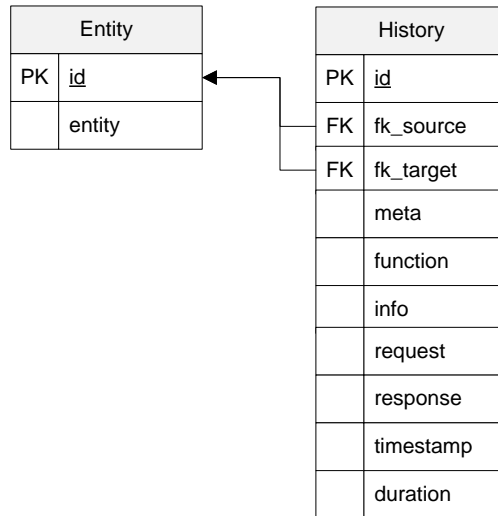 Entity
PK id
entity
History
PK id
FK fk_source
FK fk_target
meta
function
info
request
response
timestamp
duration